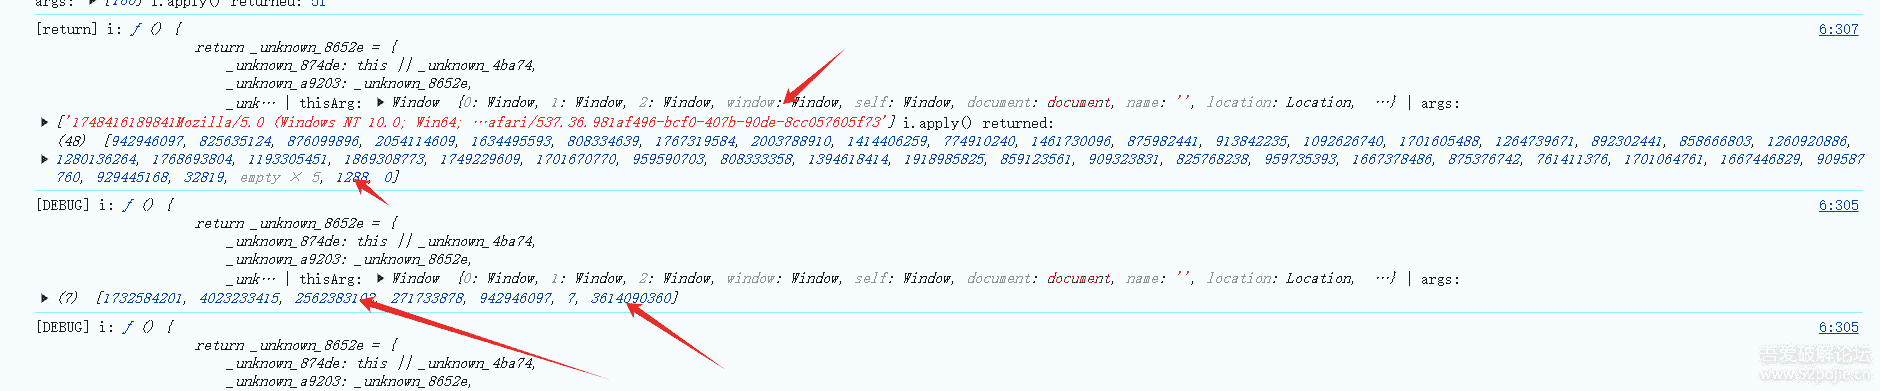 args: ▶ [160] i.apply() returned: 51
[return] i: ƒ () { 6:307
return _unknown_8652e = {
_unknown_874de: this || _unknown_4ba74,
_unknown_a9203: _unknown_8652e,
_unk… | thisArg: ▶ Window {0: Window, 1: Window, 2: Window, window: Window, self: Window, document: document, name: '', location: Location, …} | args:
▶ ['1748416189841Mozilla/5.0 (Windows NT 10.0; Win64; …afari/537.36.981af496-bcf0-407b-90de-8cc057605f73'] i.apply() returned:
(48) [942946097, 825635124, 876099896, 2054114609, 1634495593, 808334639, 1767319584, 2003788910, 1414406259, 774910240, 1461730096, 875982441, 913842235, 1092626740, 1701605488, 1264739671, 892302441, 858666803, 1260920886,
▶ 1280136264, 1768693804, 1193305451, 1869308773, 1749229609, 1701670770, 959590703, 808333358, 1394618414, 1918985825, 859123561, 909323831, 825768238, 959735393, 1667378486, 875376742, 761411376, 1701064761, 1667446829, 909587
760, 929445168, 32819, empty × 5, 1288, 0]
[DEBUG] i: ƒ () { 6:305
return _unknown_8652e = {
_unknown_874de: this || _unknown_4ba74,
_unknown_a9203: _unknown_8652e,
_unk… | thisArg: ▶ Window {0: Window, 1: Window, 2: Window, window: Window, self: Window, document: document, name: '', location: Location, …} | args:
▶ (7) [1732584201, 4023233415, 2562383102, 271733878, 942946097, 7, 3614090360]
[DEBUG] i: ƒ () { 6:305
return _unknown_8652e = {
_unknown_874de: this || _unknown_4ba74,
_unknown_a9203: _unknown_8652e,
吾爱破解论坛
www.52pojie.cn